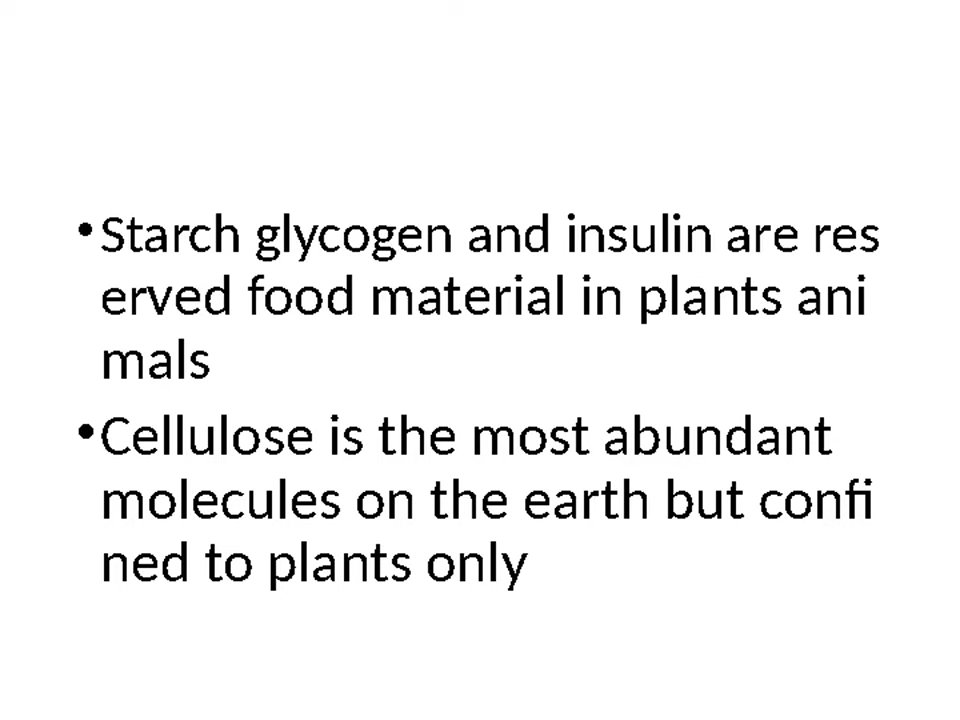 • Starch glycogen and insulin are res
erved food material in plants ani
mals
• Cellulose is the most abundant
molecules on the earth but confi
ned to plants only